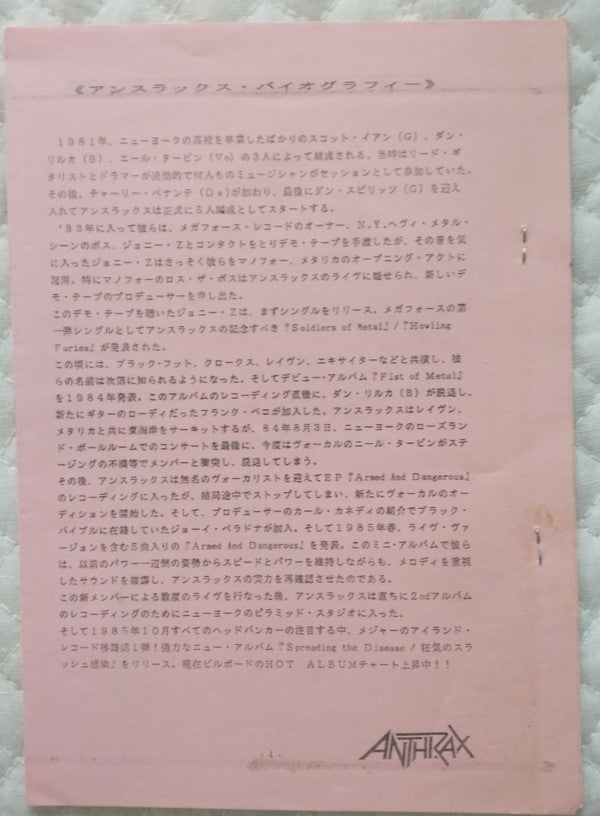 《アンスラックス・バイオグラフィー》
1981年、ニューヨークの高校を卒業したばかりのスコット・イアン(G)、ダン・
リルカ(B)、ニール・タービン(Vo)の3人によって結成される。当時はリード・ギ
タリストとドラマーが流動的で何人ものミュージシャンがセッションとして参加していた。
その後、チャーリー・ベナンテ(Ds)が加わり、最後にダン・スピリッツ(G)を迎え
入れてアンスラックスは正式に5人編成としてスタートする。
'83年に入って彼らは、メガフォース・レコードのオーナー、N.Y.ヘヴィ・メタル・
シーンのボス、ジョニー・Zとコンタクトをとりデモ・テープを手渡したが、その音を気
に入ったジョニー・Zはさっそく彼らをマノウォー、メタリカのオープニング・アクトに
起用。特にマノフォーのロス・ザ・ボスはアンスラックスのライヴに魅せられ、新しいデ
モ・テープのプロデューサーを申し出た。
このデモ・テープを聴いたジョニー・Zは、まずシングルをリリース。メガフォースの第
一弾シングルとしてアンスラックスの記念すべき『Soldiers of Metal』/『Howling
Furies』が発表された。
この頃には、ブラック・フット、クロークス、レイヴン、エキサイターなどと共演し、彼
らの名前は次第に知られるようになった。そしてデビュー・アルバム『Fist of Metal』
を1984年発表。このアルバムのレコーディング直後に、ダン・リルカ(B)が脱退し、
新たにギターのローディだったフランク・ベロが加入した。アンスラックスはレイヴン、
メタリカと共に東海岸をサーキットするが、84年8月3日、ニューヨークのローズランド
・ボールルームでのコンサートを最後に、今度はヴォーカルのニール・タービンがステ
ージングの不満等でメンバーと衝突し、脱退してしまう。
その後、アンスラックスは無名のヴォーカリストを迎えてEP『Armed And Dangerous』
のレコーディングに入ったが、結局途中でストップしてしまい、新たにヴォーカルのオー
ディションを開始した。そして、プロデューサーのカール・カネディの紹介でブラック・
バイブルに在籍していたジョーイ・ベラドナが加入。そして1985年春、ライヴ・ヴァ
ージョンを含む5曲入りの『Armed And Dangerous』を発表。このミニ・アルバムで彼ら
は、以前のパワー一辺倒の姿勢からスピードとパワーを維持しながらも、メロディを重視
したサウンドを披露し、アンスラックスの実力を再確認させたのである。
この新メンバーによる数度のライヴを行なった後、アンスラックスは直ちに2ndアルバム
のレコーディングのためにニューヨークのピラミッド・スタジオに入った。
そして1985年10月すべてのヘッドバンカーの注目する中、メジャーのアイランド・
レコード移籍第1弾!強力なニュー・アルバム『Spreading the Disease / 狂気のスラ
ッシュ感染』をリリース。現在ビルボードのHOT ALBUMチャート上昇中!!
- 4 -
ANTHRAX